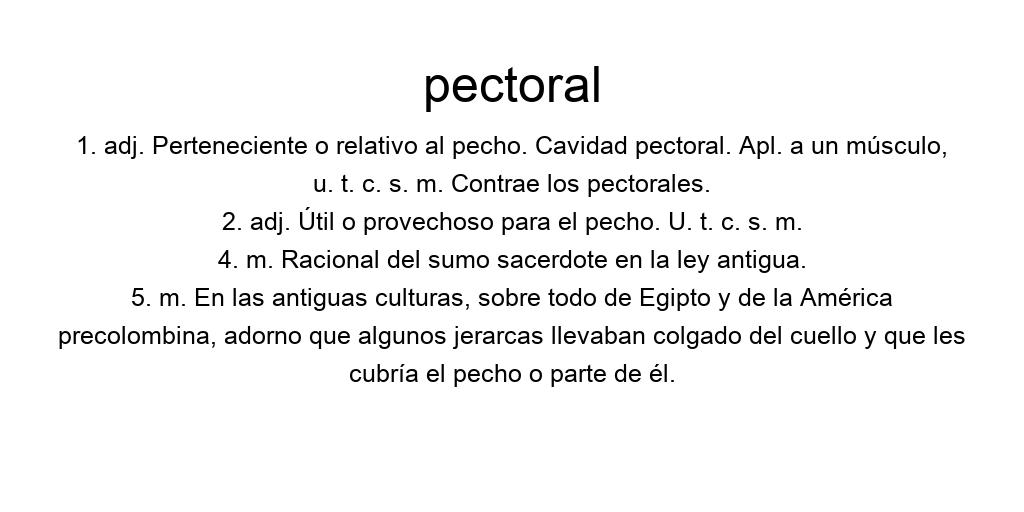 pectoral
1. adj. Perteneciente o relativo al pecho. Cavidad pectoral. Apl. a un músculo,
u. t. c. s. m. Contrae los pectorales.
2. adj. Útil o provechoso para el pecho. U. t. c. s. m.
4. m. Racional del sumo sacerdote en la ley antigua.
5. m. En las antiguas culturas, sobre todo de Egipto y de la América
precolombina, adorno que algunos jerarcas llevaban colgado del cuello y que les
cubría el pecho o parte de él.